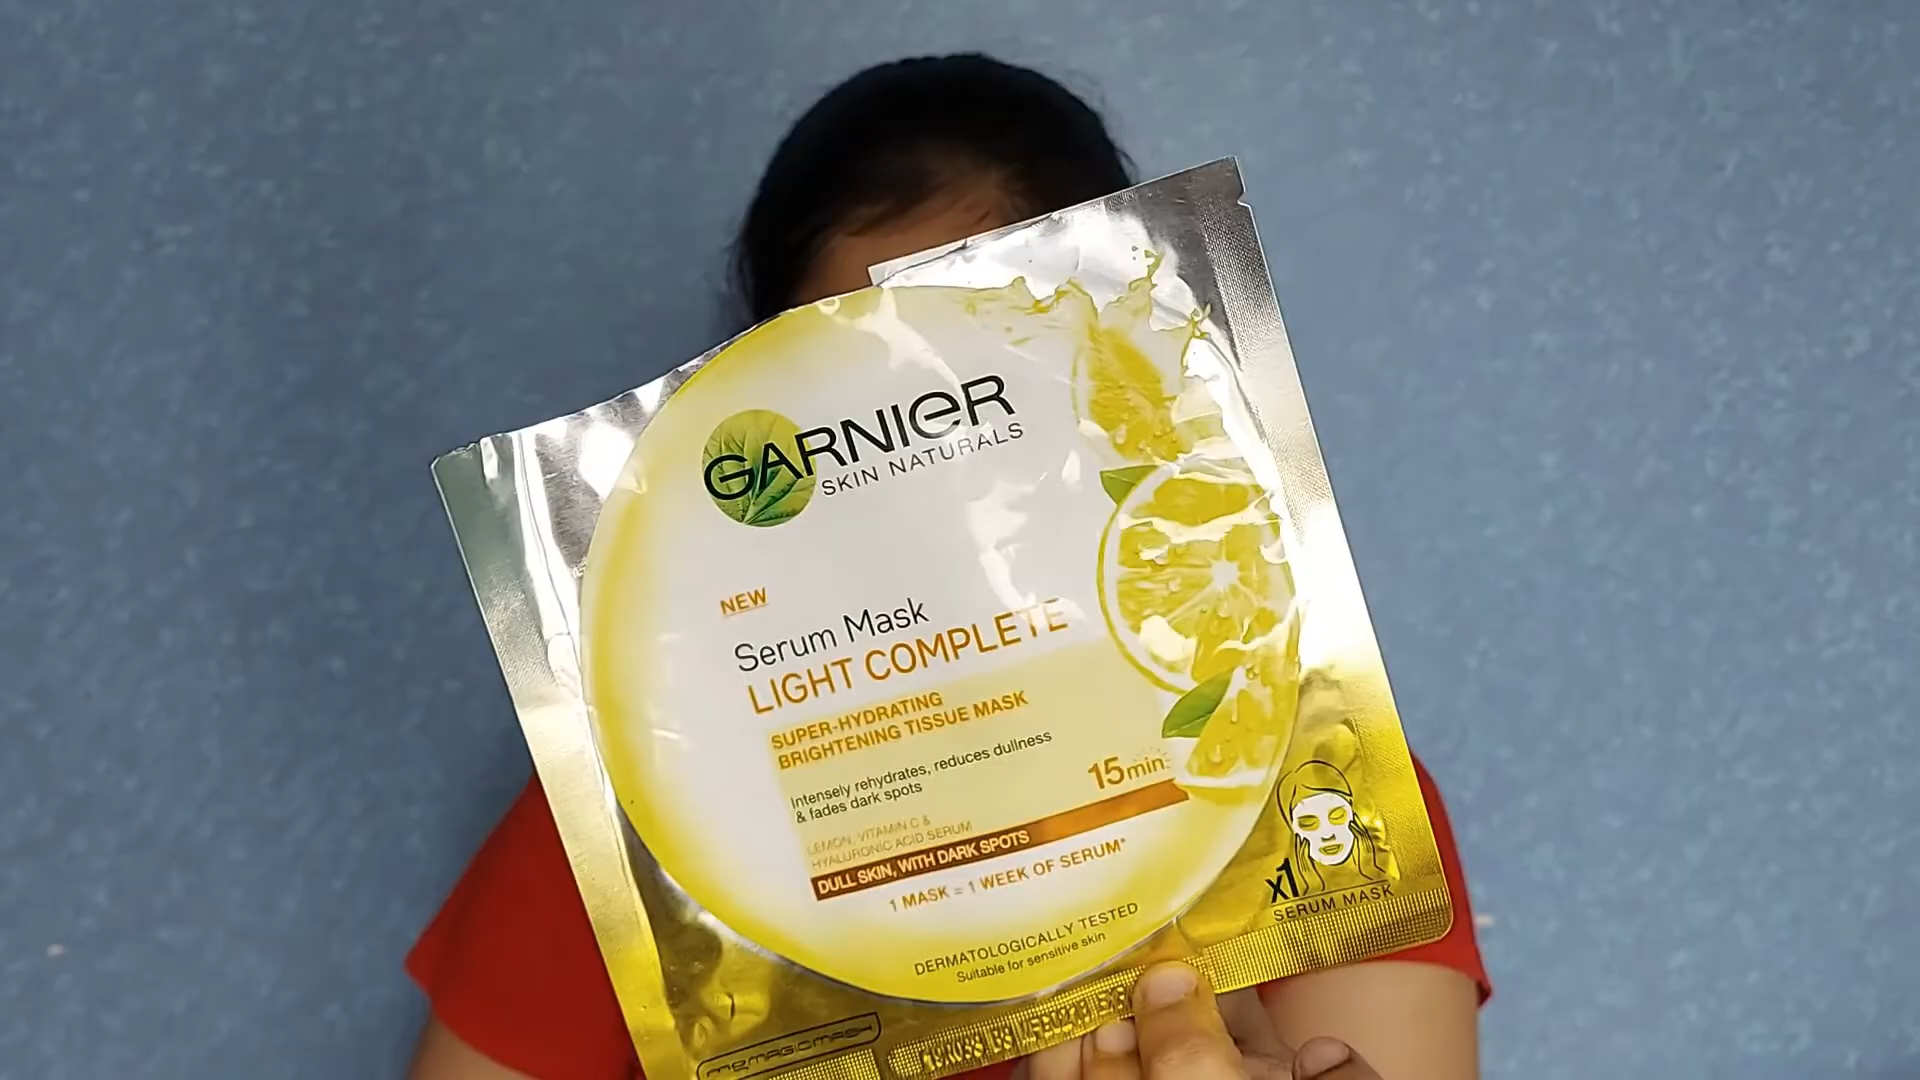 GARNIER
SKIN NATURALS
NEW
Serum Mask
LIGHT COMPLETE
SUPER-HYDRATING
BRIGHTENING TISSUE MASK
Intensely rehydrates, reduces dullness
& fades dark spots
15min
LEMON, VITAMIN C &
HYALURONIC ACID SERUM
DULL SKIN, WITH DARK SPOTS
1 MASK = 1 WEEK OF SERUM*
DERMATOLOGICALLY TESTED
Suitable for sensitive skin
x1
SERUM MASK